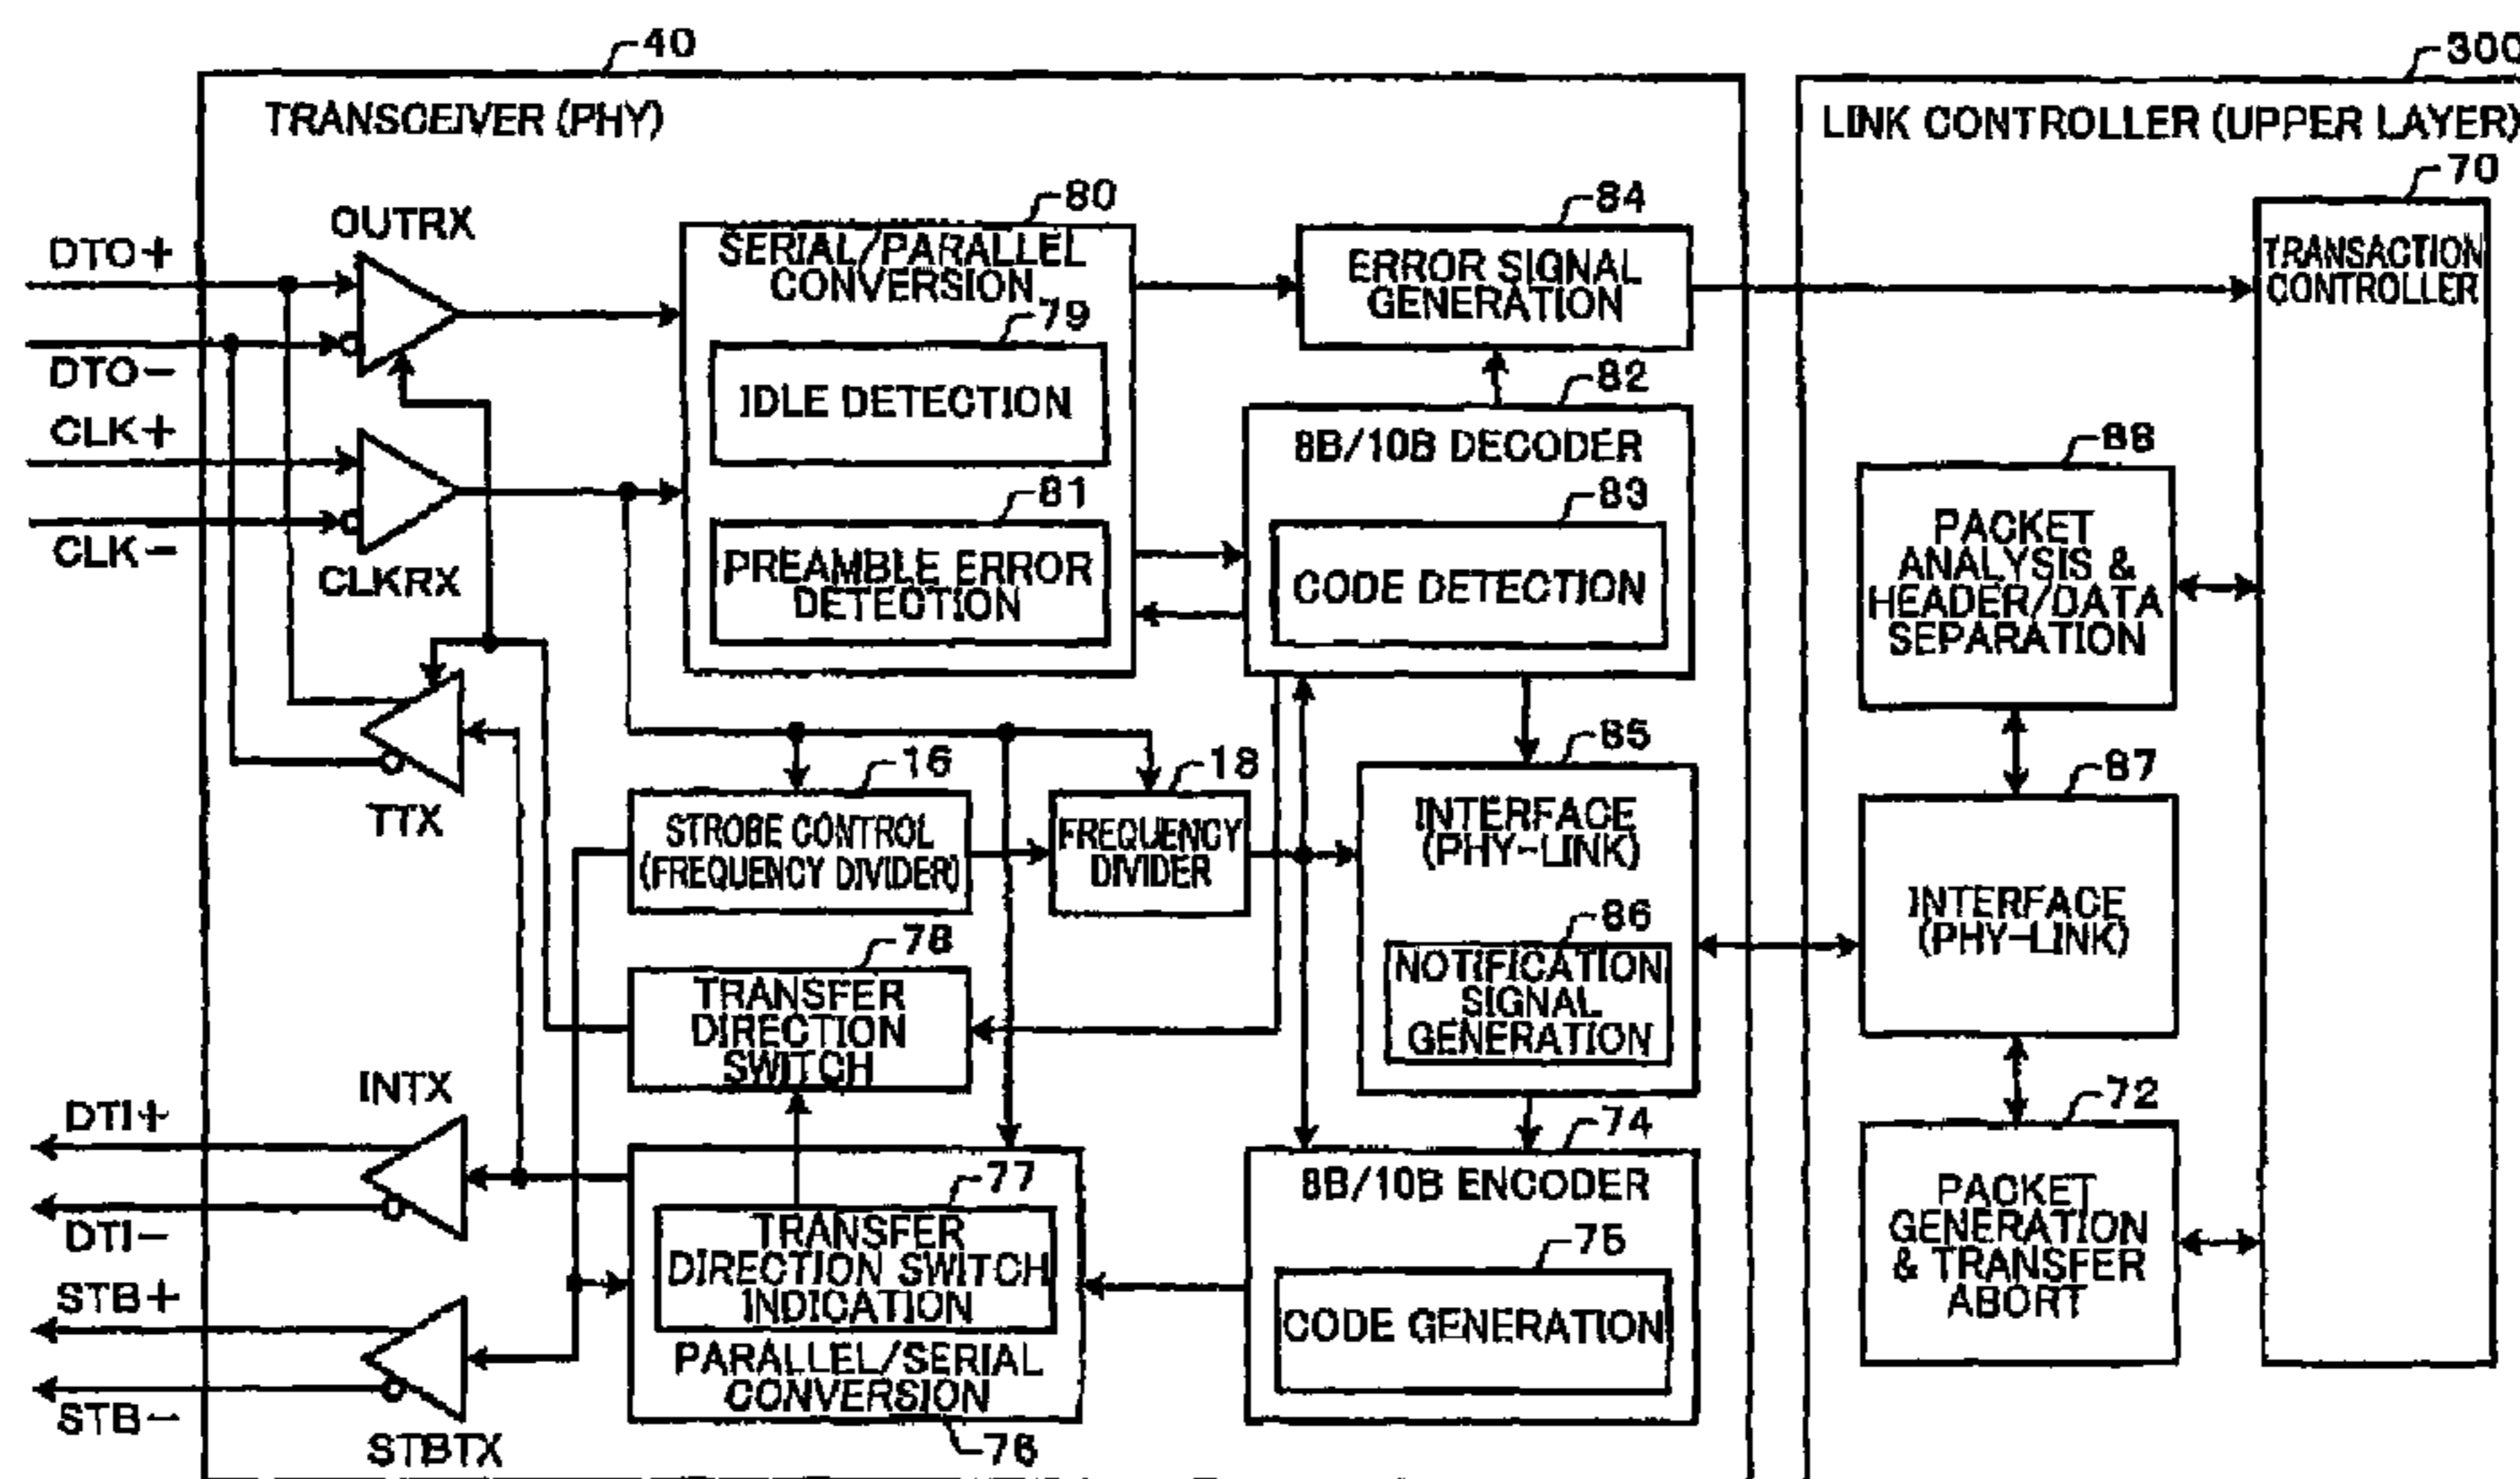 40
300
TRANSCEIVER (PHY)
LINK CONTROLLER (UPPER LAYER)
70
TRANSACTION
CONTROLLER
OUTRX
DTO+
DTO-
CLK+
CLK-
CLKRX
TTX
80
SERIAL/PARALLEL
CONVERSION
79
IDLE DETECTION
81
PREAMBLE ERROR
DETECTION
84
ERROR SIGNAL
GENERATION
82
8B/10B DECODER
83
CODE DETECTION
88
PACKET
ANALYSIS &
HEADER/DATA
SEPARATION
16
STROBE CONTROL
(FREQUENCY DIVIDER)
18
FREQUENCY
DIVIDER
85
INTERFACE
(PHY-LINK)
86
NOTIFICATION
SIGNAL
GENERATION
87
INTERFACE
(PHY-LINK)
78
TRANSFER
DIRECTION
SWITCH
INTX
DTI+
DTI-
STB+
STB-
STBTX
77
TRANSFER
DIRECTION SWITCH
INDICATION
PARALLEL/SERIAL
CONVERSION
76
74
8B/10B ENCODER
75
CODE GENERATION
72
PACKET
GENERATION
& TRANSFER
ABORT